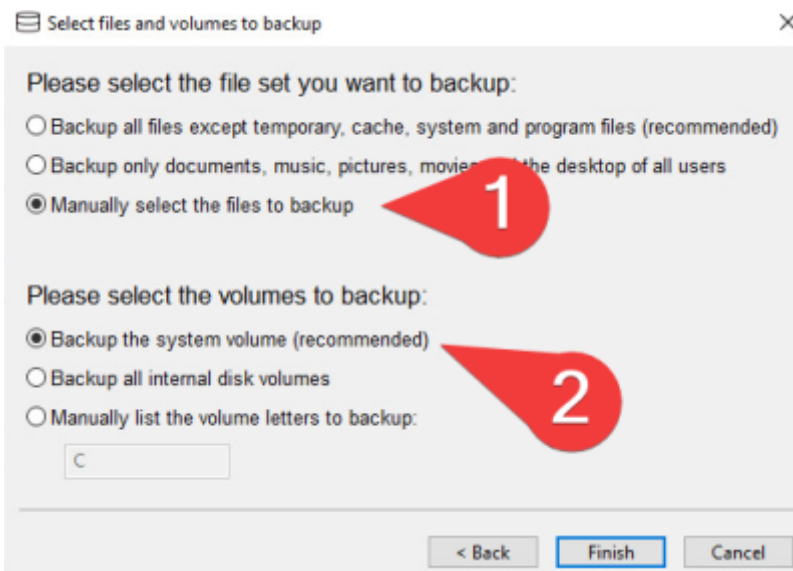 Select files and volumes to backup
Please select the file set you want to backup:
Backup all files except temporary, cache, system and program files (recommended)
Backup only documents, music, pictures, movies the desktop of all users
Manually select the files to backup
1
Please select the volumes to backup:
Backup the system volume (recommended)
Backup all internal disk volumes
2
Manually list the volume letters to backup:
C
< Back Finish Cancel